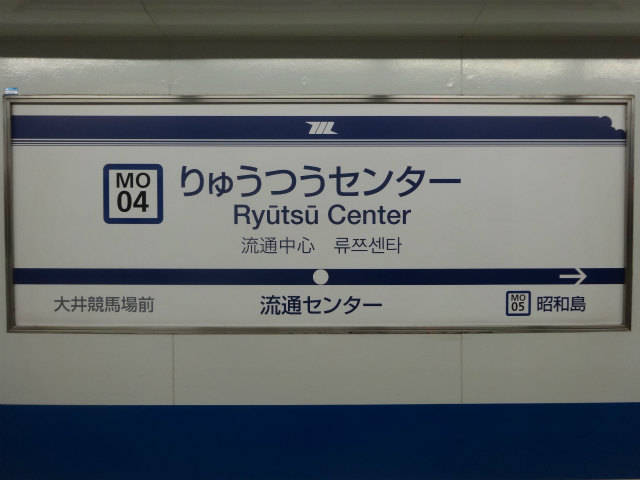 MO
04
りゅうつうセンター
Ryūtsū Center
流通中心 류쯔센타
大井競馬場前
流通センター
MO
05
昭和島